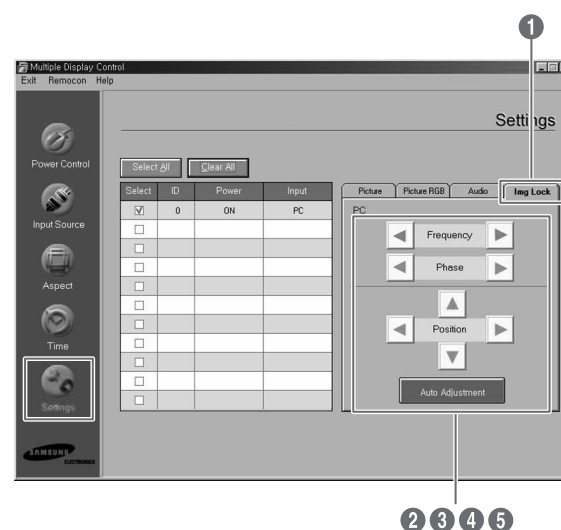 1
Multiple Display Control
Exit Remocon Help
Settings
Power Control
Select All Clear All
Select ID Power Input
0 ON PC
Picture Picture RGB Audio Img Lock
PC
Input Source
Frequency
Phase
Aspect
Position
Time
Auto Adjustment
Settings
SAMSUNG
ELECTRONICS
2 3 4 5